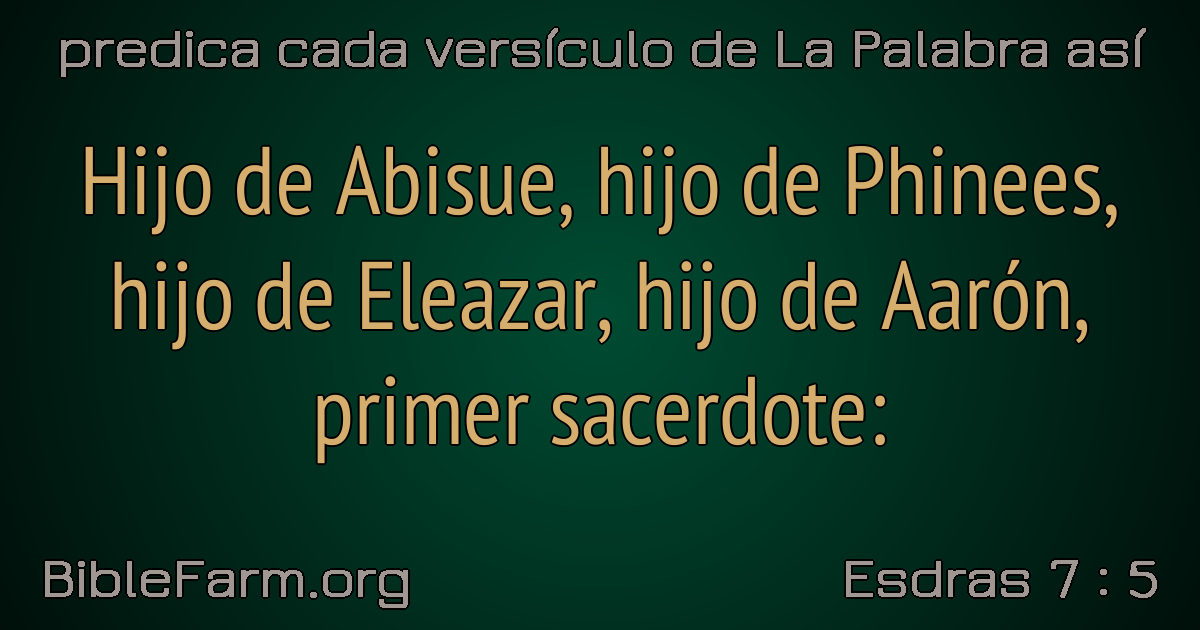 predica cada versículo de La Palabra así
Hijo de Abisue, hijo de Phinees,
hijo de Eleazar, hijo de Aarón,
primer sacerdote:
BibleFarm.org
Esdras 7 : 5